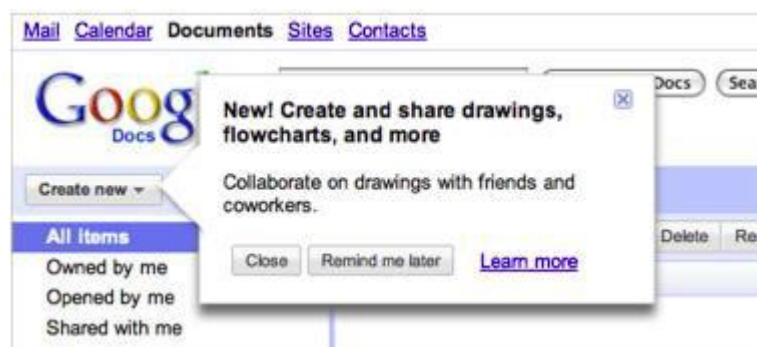 Mail Calendar Documents Sites Contacts
Goog
Docs
Docs Sea
New! Create and share drawings,
flowcharts, and more
Create new
Collaborate on drawings with friends and
coworkers.
All items
Delete Re
Close Remind me later Learn more
Owned by me
Opened by me
Shared with me